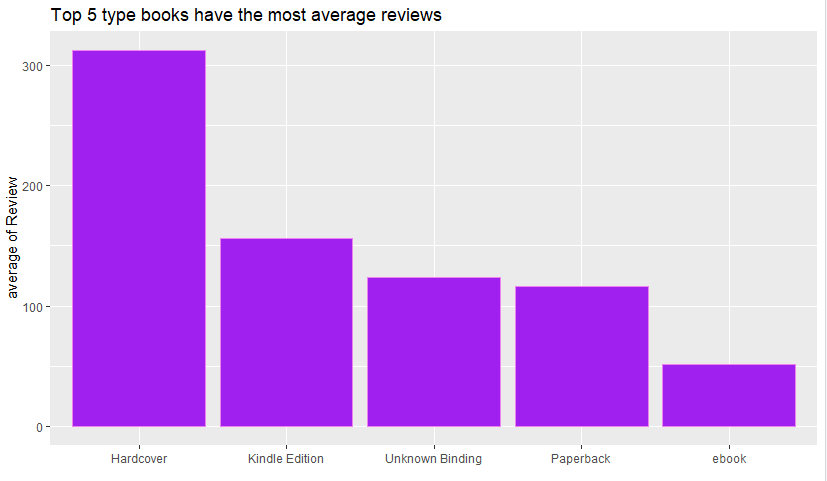 Top 5 type books have the most average reviews
average of Review
300
200
100
0
Hardcover Kindle Edition Unknown Binding Paperback ebook